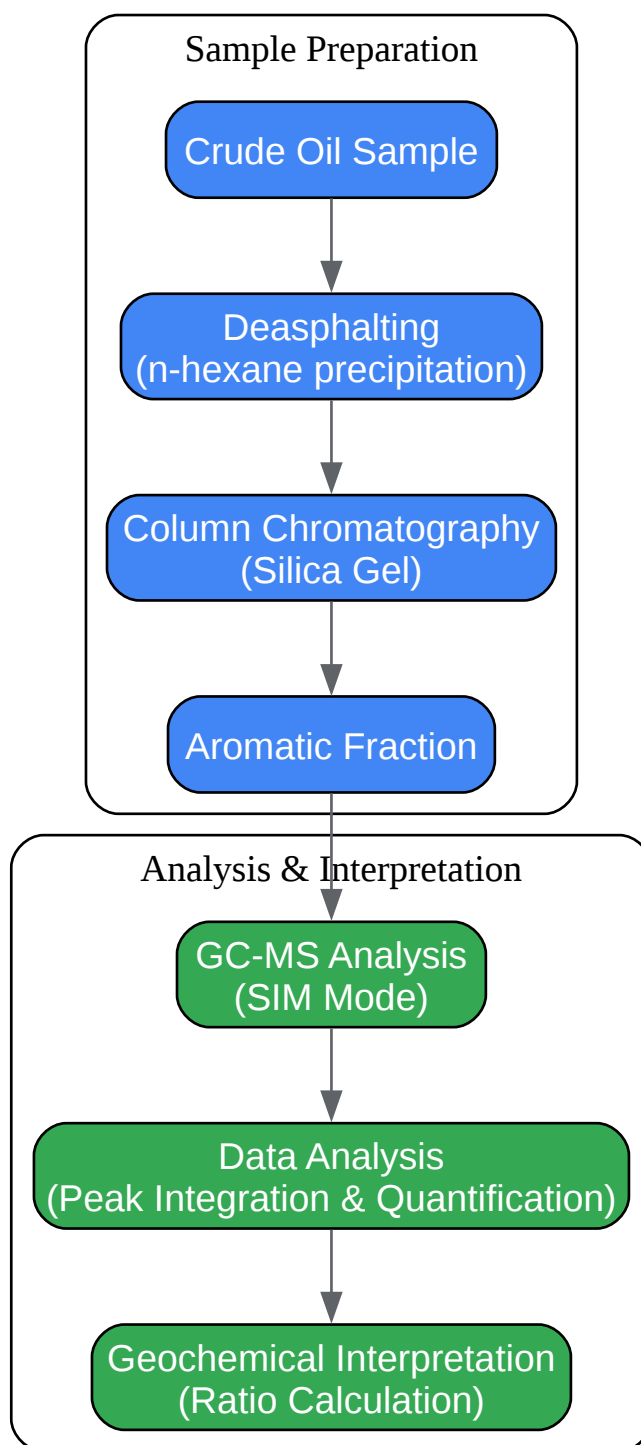 Sample Preparation
Crude Oil Sample
Deasphalting
(n-hexane precipitation)
Column Chromatography
(Silica Gel)
Aromatic Fraction
Analysis & Interpretation
GC-MS Analysis
(SIM Mode)
Data Analysis
(Peak Integration & Quantification)
Geochemical Interpretation
(Ratio Calculation)